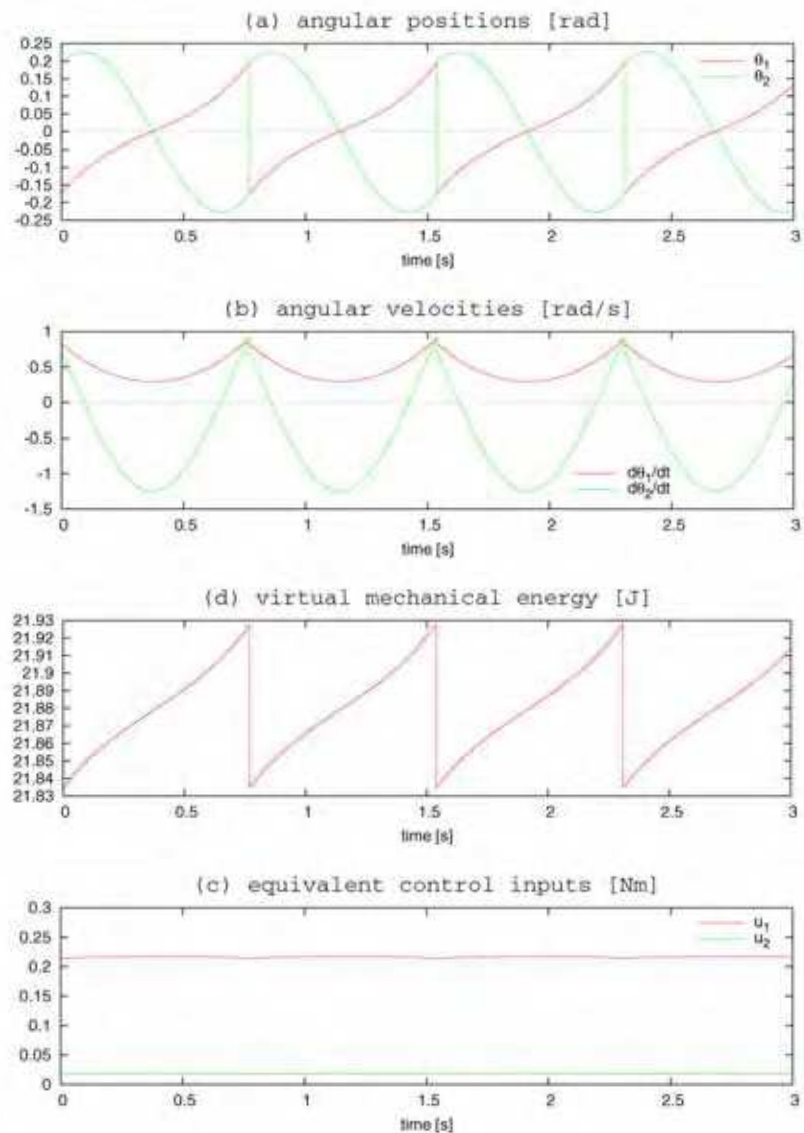 (a) angular positions [rad]
0.25
0.2
0.15
0.1
0.05
0
-0.05
-0.1
-0.15
-0.2
-0.25
θ1
θ2
0 0.5 1 1.5 2 2.5 3
time [s]
(b) angular velocities [rad/s]
1
0.5
0
-0.5
-1
-1.5
dθ1/dt
dθ2/dt
0 0.5 1 1.5 2 2.5 3
time [s]
(d) virtual mechanical energy [J]
21.93
21.92
21.91
21.9
21.89
21.88
21.87
21.86
21.85
21.84
21.83
0 0.5 1 1.5 2 2.5 3
time [s]
(c) equivalent control inputs [Nm]
0.3
0.25
0.2
0.15
0.1
0.05
0
u1
u2
0 0.5 1 1.5 2 2.5 3
time [s]